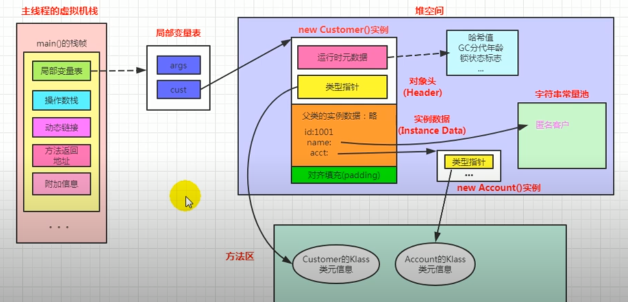 主线程的虚拟机栈
main()的栈帧
局部变量表
操作数栈
动态链接
方法返回
地址
附加信息
...
局部变量表
args
cust
堆空间
new Customer()实例
运行时元数据
类型指针
父类的实例数据：略
id:1001
name:
acct:
对齐填充(padding)
哈希值
GC分代年龄
锁状态标志
...
对象头
(Header)
实例数据
(Instance Data)
字符串常量池
匿名客户
类型指针
...
new Account()实例
方法区
Customer的Klass
类元信息
Account的Klass
类元信息